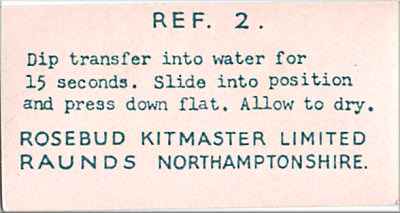 REF. 2.
Dip transfer into water for
15 seconds. Slide into position
and press down flat. Allow to dry.
ROSEBUD KITMASTER LIMITED
RAUNDS NORTHAMPTONSHIRE.